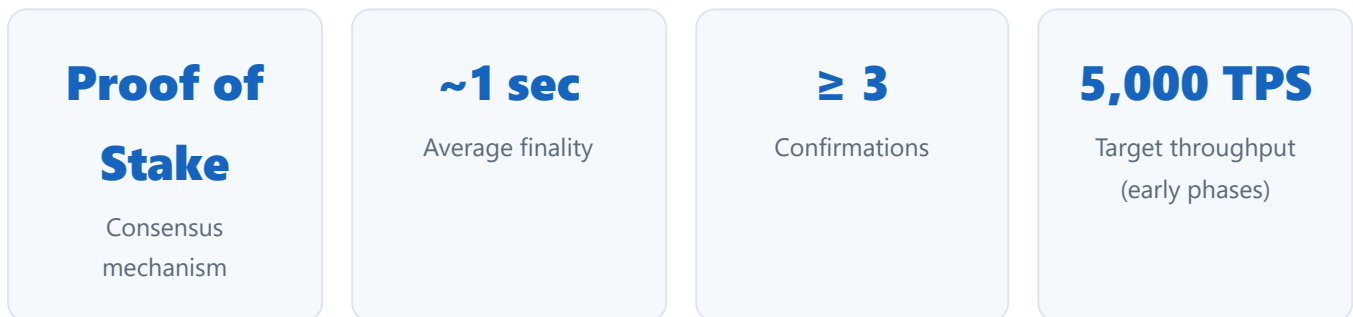 Proof of
Stake
Consensus
mechanism
~1 sec
Average finality
≥ 3
Confirmations
5,000 TPS
Target throughput
(early phases)